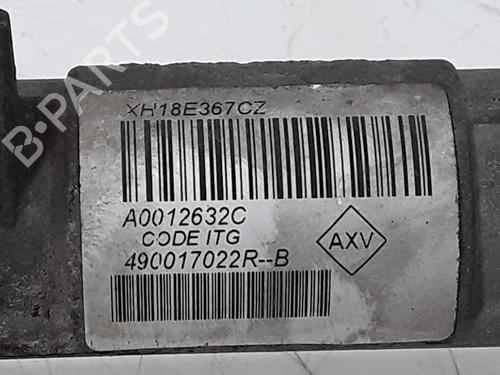 B-PARTS
XH18E367CZ
A0012632C
CODE ITG
490017022R--B
AXV